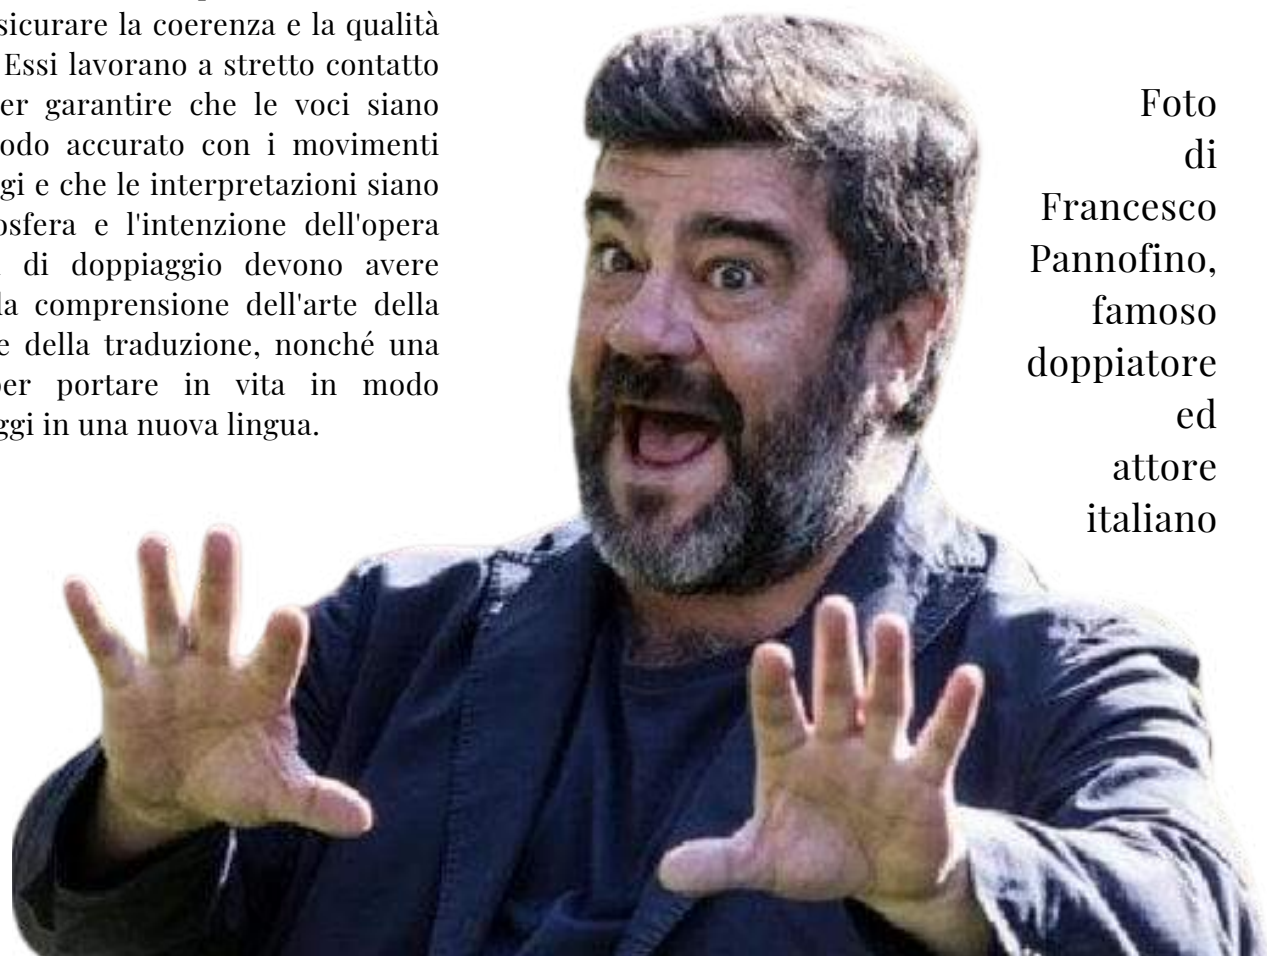 sicurare la coerenza e la qualità
Essi lavorano a stretto contatto
er garantire che le voci siano
odo accurato con i movimenti
gi e che le interpretazioni siano
osfera e l'intenzione dell'opera
di doppiaggio devono avere
la comprensione dell'arte della
e della traduzione, nonché una
per portare in vita in modo
ggi in una nuova lingua.
Foto
di
Francesco
Pannofino,
famoso
doppiatore
ed
attore
italiano